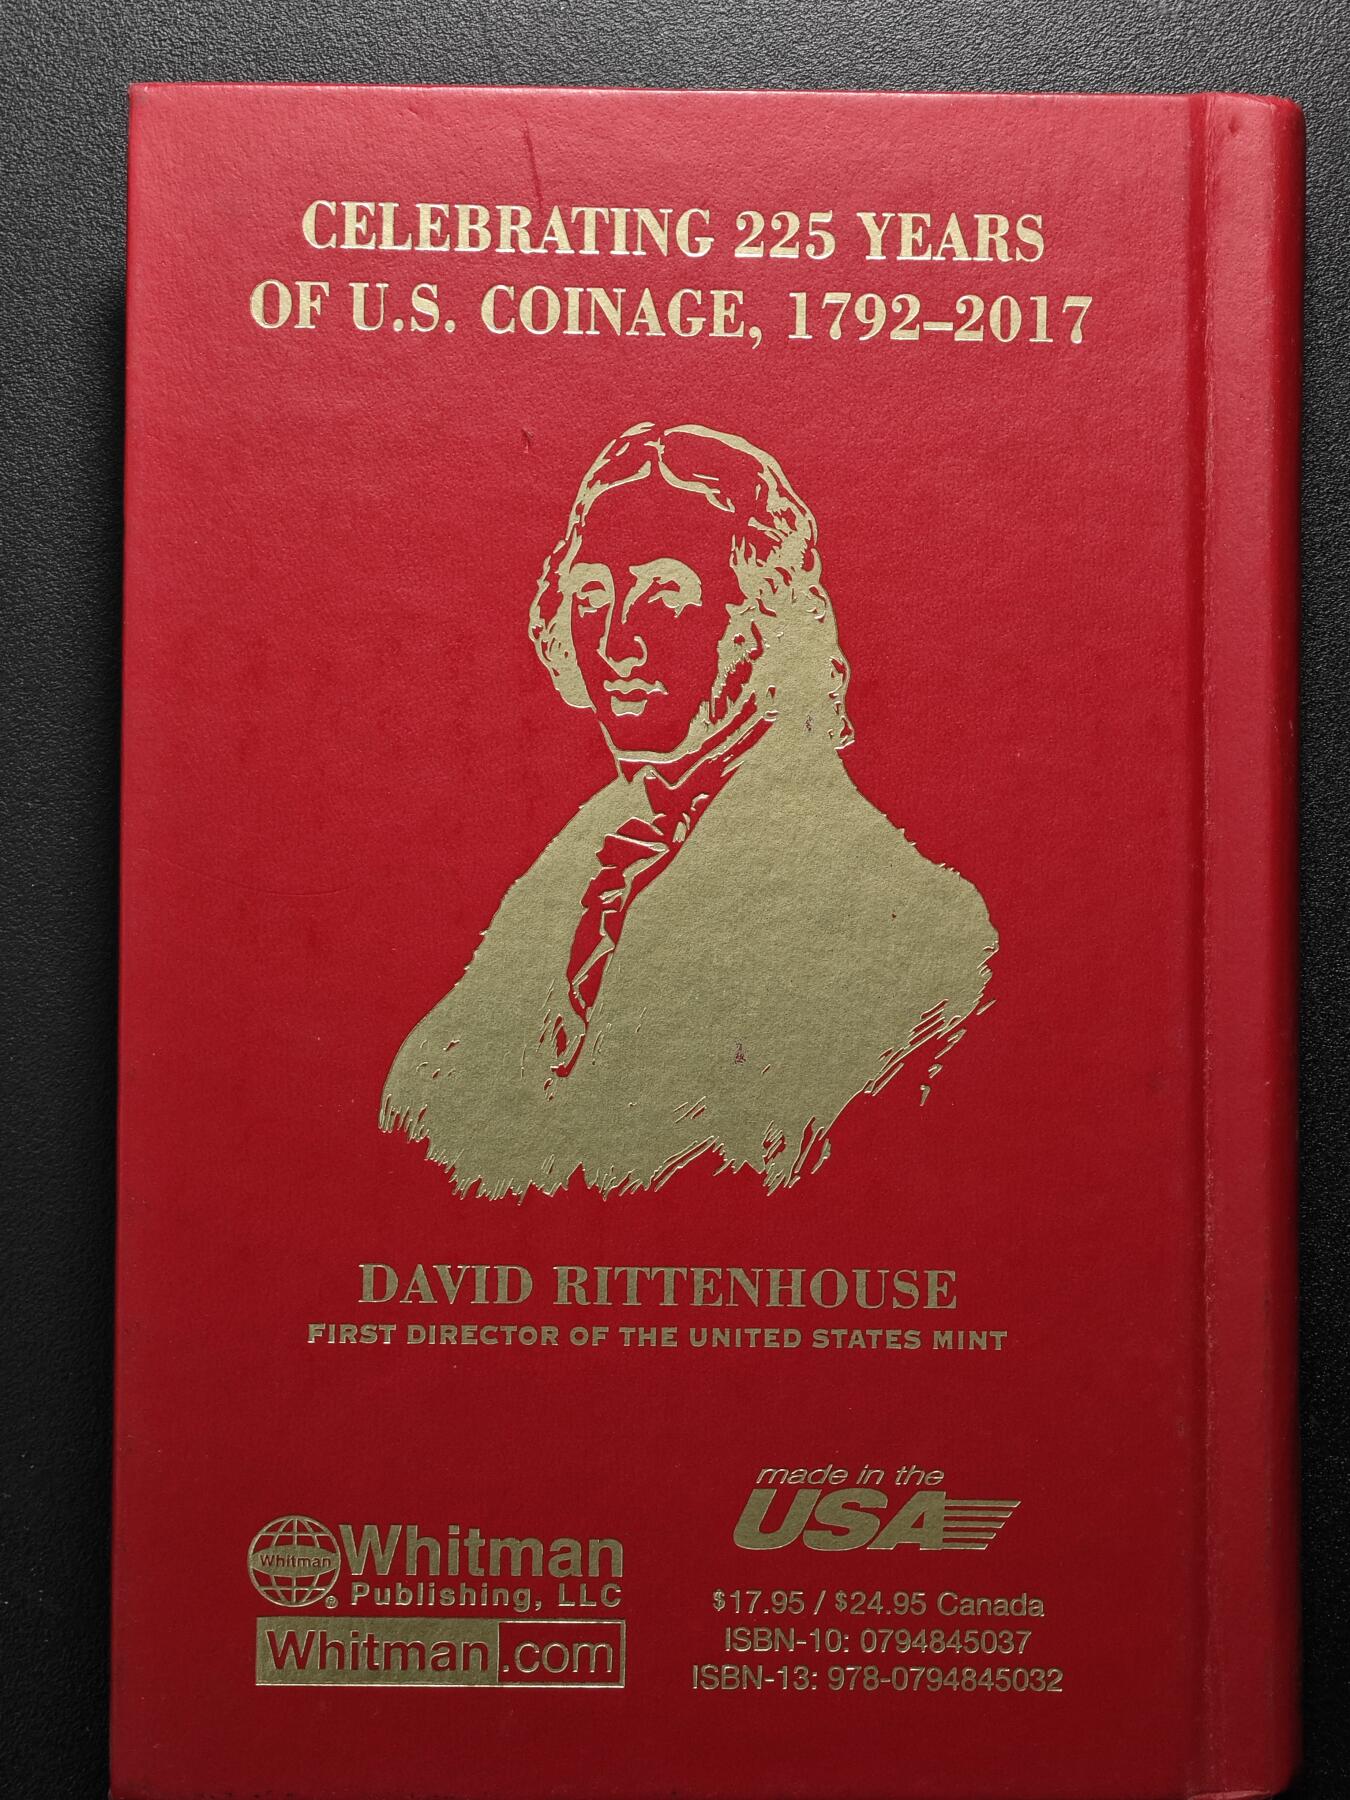 CELEBRATING 225 YEARS
OF U.S. COINAGE, 1792–2017
DAVID RITTENHOUSE
FIRST DIRECTOR OF THE UNITED STATES MINT
Whitman
Whitman
Publishing, LLC
®
Whitman.com
made in the
USA
$17.95 / $24.95 Canada
ISBN-10: 0794845037
ISBN-13: 978-0794845032